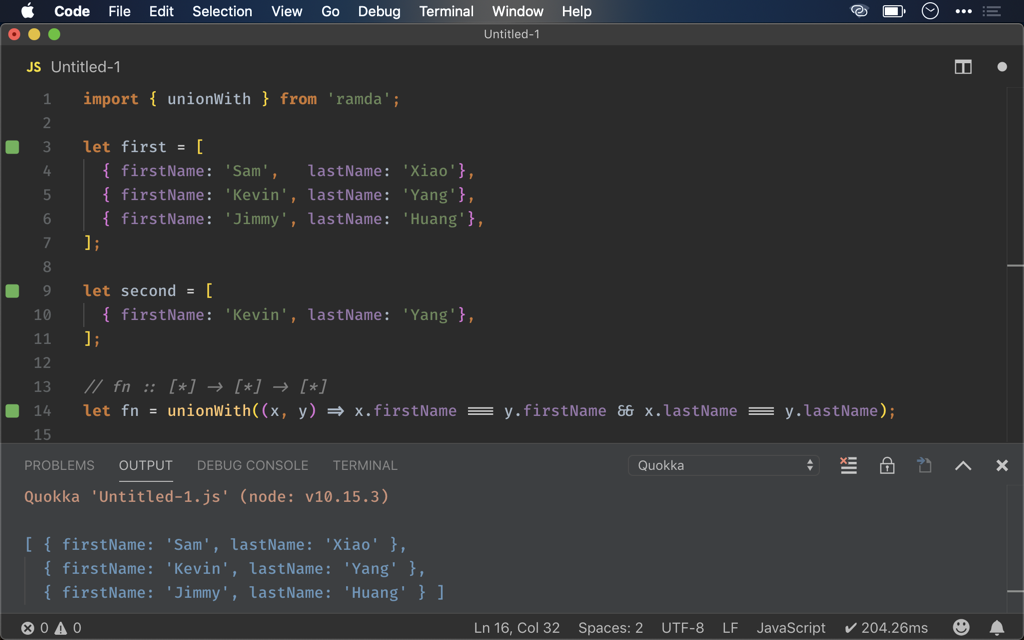 Code File Edit Selection View Go Debug Terminal Window Help
Untitled-1
JS Untitled-1
1 import { unionWith } from 'ramda';
2
3 let first = [
4 { firstName: 'Sam', lastName: 'Xiao'},
5 { firstName: 'Kevin', lastName: 'Yang'},
6 { firstName: 'Jimmy', lastName: 'Huang'},
7 ];
8
9 let second = [
10 { firstName: 'Kevin', lastName: 'Yang'},
11 ];
12
13 // fn :: [*] → [*] → [*]
14 let fn = unionWith((x, y) ⇒ x.firstName === y.firstName && x.lastName === y.lastName);
15
PROBLEMS OUTPUT DEBUG CONSOLE TERMINAL Quokka
Quokka 'Untitled-1.js' (node: v10.15.3)
[ { firstName: 'Sam', lastName: 'Xiao' },
{ firstName: 'Kevin', lastName: 'Yang' },
{ firstName: 'Jimmy', lastName: 'Huang' } ]
0 0 Ln 16, Col 32 Spaces: 2 UTF-8 LF JavaScript ✔ 204.26ms